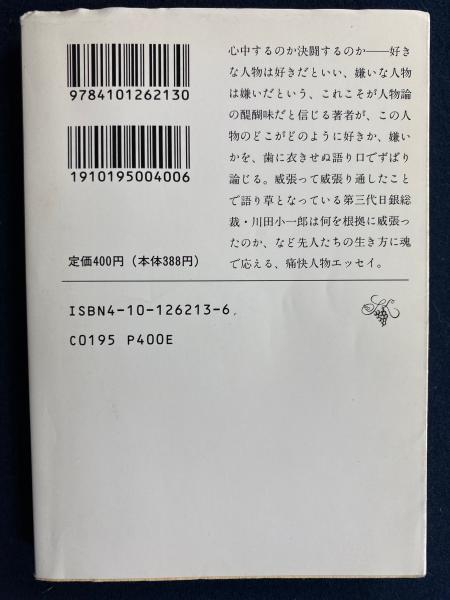 9784101262130
1910195004006
定価400円(本体388円)
心中するのか決闘するのか──好き
な人物は好きだといい、嫌いな人物
は嫌いだという、これこそが人物論
の醍醐味だと信じる著者が、この人
物のどこがどのように好きか、嫌い
かを、歯に衣きせぬ語り口でずばり
論じる。威張って威張り通したこと
で語り草となっている第三代日銀総
裁・川田小一郎は何を根拠に威張っ
たのか、など先人たちの生き方に魂
で応える、痛快人物エッセイ。
ISBN4-10-126213-6
C0195 P400E